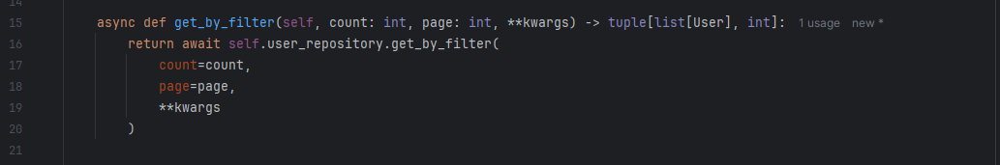 14
15 async def get_by_filter(self, count: int, page: int, **kwargs) -> tuple[list[User], int]: 1 usage new *
16 return await self.user_repository.get_by_filter(
17 count=count,
18 page=page,
19 **kwargs
20 )
21